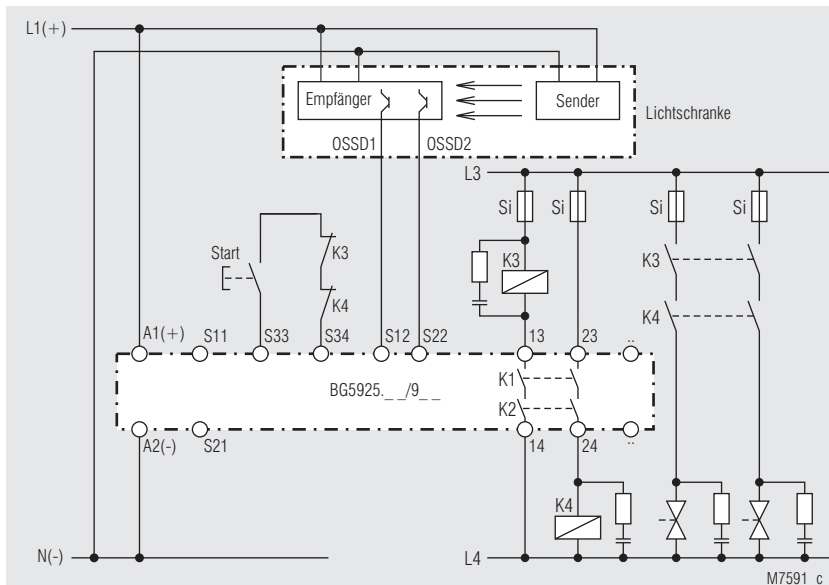 L1(+)
Empfänger
Sender
Lichtschranke
OSSD1
OSSD2
L3
Si
Si
Si
Si
Start
K3
K3
K3
K4
K4
A1(+)
S11
S33
S34
S12
S22
13
23
..
K1
BG5925._ _/9_ _
K2
A2(-)
S21
14
24
..
K4
N(-)
L4
M7591_c